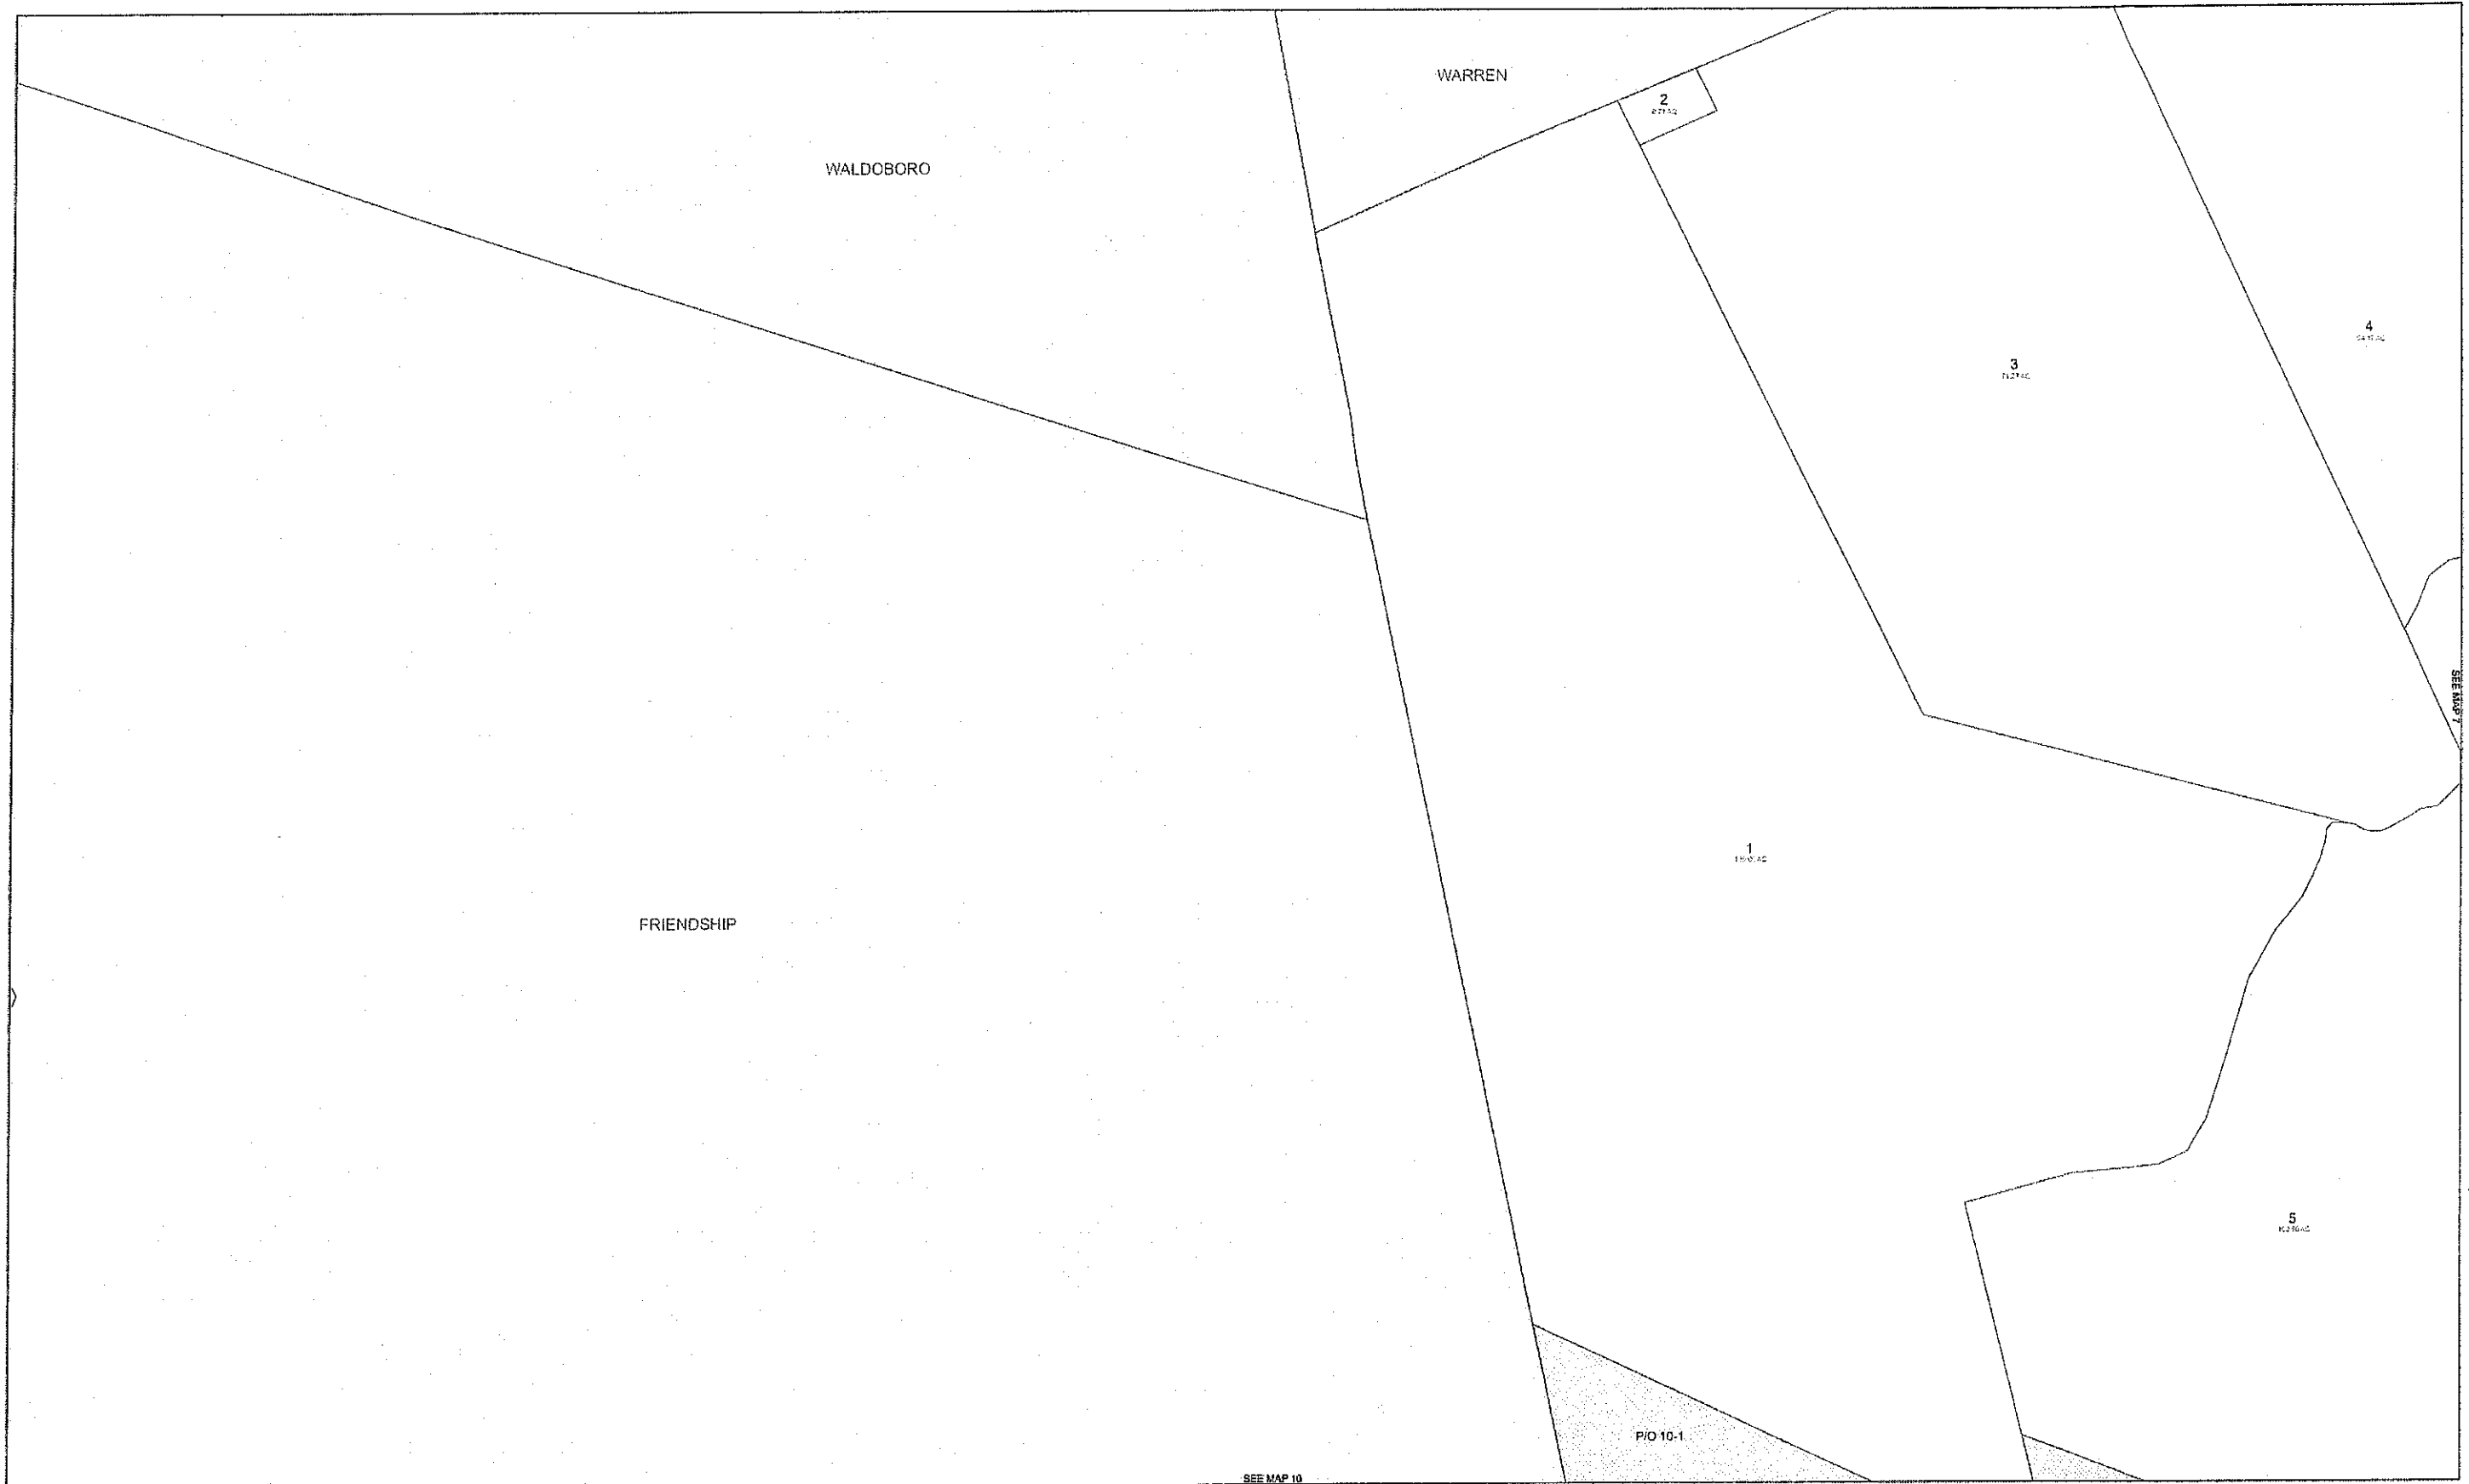 WARREN
2
WALDOBORO
4
3
SEE MAP 7
1
FRIENDSHIP
5
P/O 10-1
SEE MAP 10